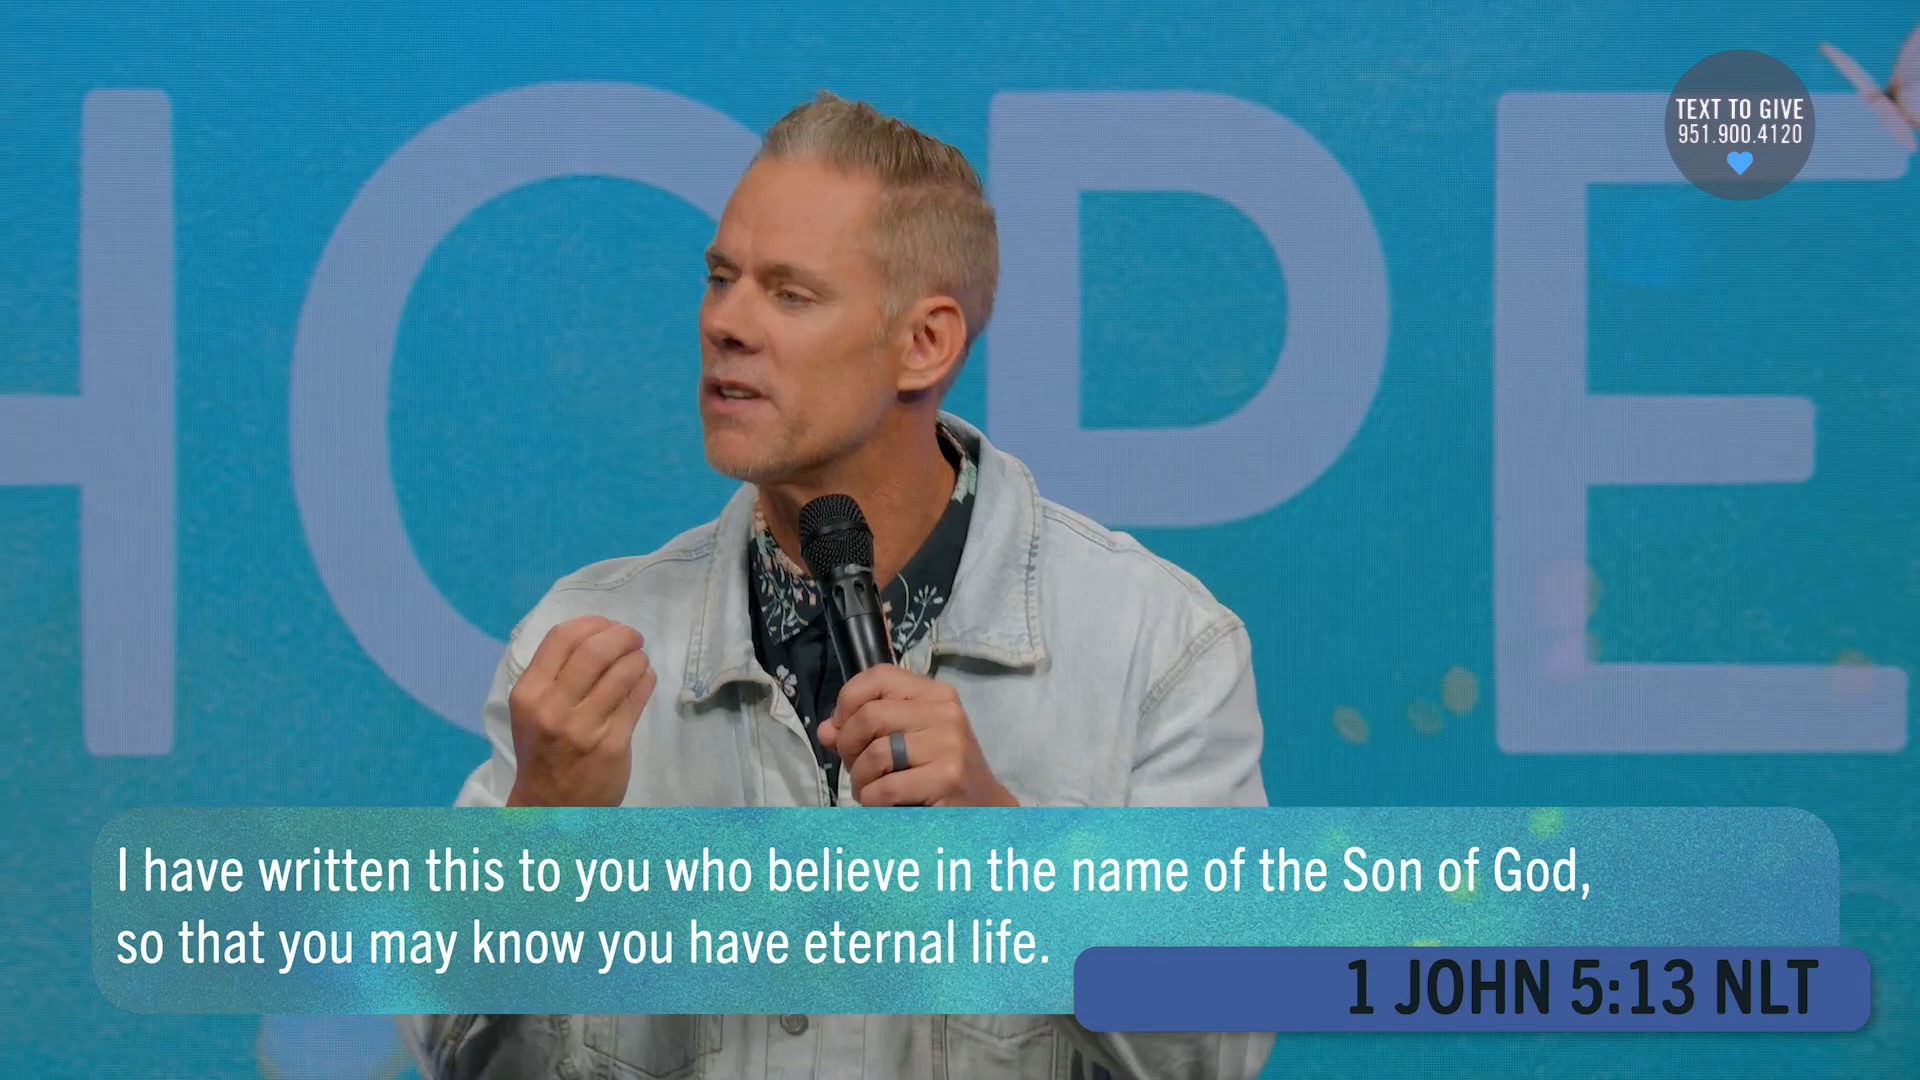 HOPE
TEXT TO GIVE
951.900.4120
I have written this to you who believe in the name of the Son of God,
so that you may know you have eternal life.
1 JOHN 5:13 NLT